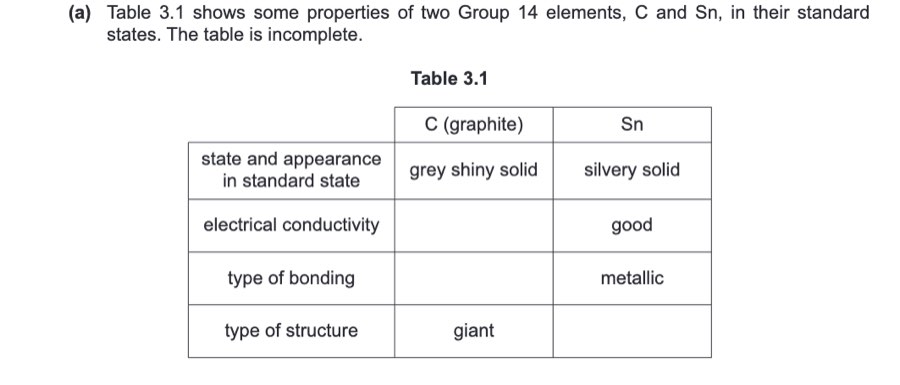 (a) Table 3.1 shows some properties of two Group 14 elements, C and Sn, in their standard
states. The table is incomplete.
Table 3.1
C (graphite) Sn
state and appearance
in standard state grey shiny solid silvery solid
electrical conductivity good
type of bonding metallic
type of structure giant